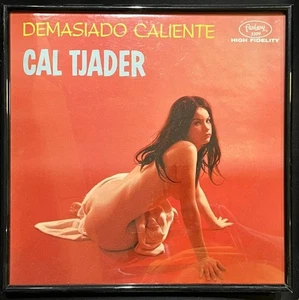 DEMASIADO CALIENTE
CAL TJADER
Fantasy
HIGH FIDELITY